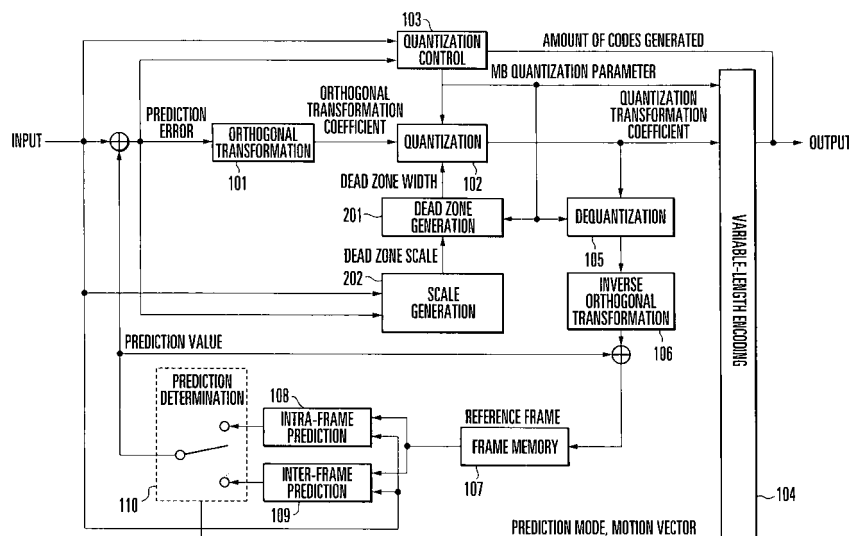 103
QUANTIZATION
CONTROL
AMOUNT OF CODES GENERATED
MB QUANTIZATION PARAMETER
INPUT
PREDICTION
ERROR
ORTHOGONAL
TRANSFORMATION
101
ORTHOGONAL
TRANSFORMATION
COEFFICIENT
QUANTIZATION
102
QUANTIZATION
TRANSFORMATION
COEFFICIENT
OUTPUT
DEAD ZONE WIDTH
201
DEAD ZONE
GENERATION
DEQUANTIZATION
105
DEAD ZONE SCALE
202
SCALE
GENERATION
INVERSE
ORTHOGONAL
TRANSFORMATION
106
VARIABLE-LENGTH ENCODING
PREDICTION VALUE
PREDICTION
DETERMINATION
108
INTRA-FRAME
PREDICTION
REFERENCE FRAME
FRAME MEMORY
107
INTER-FRAME
PREDICTION
110
109
104
PREDICTION MODE, MOTION VECTOR